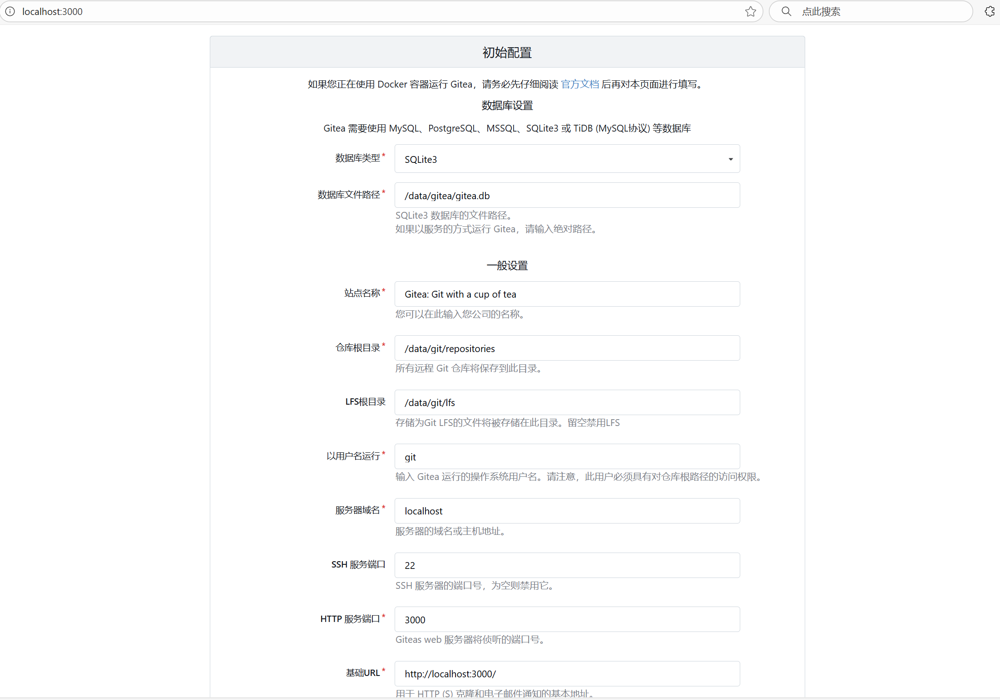 localhost:3000
点此搜索
初始配置
如果您正在使用 Docker 容器运行 Gitea，请务必先仔细阅读 官方文档 后再对本页面进行填写。
数据库设置
Gitea 需要使用 MySQL、PostgreSQL、MSSQL、SQLite3 或 TiDB (MySQL协议) 等数据库
数据库类型* SQLite3
数据库文件路径* /data/gitea/gitea.db
SQLite3 数据库的文件路径。
如果以服务的方式运行 Gitea，请输入绝对路径。
一般设置
站点名称* Gitea: Git with a cup of tea
您可以在此输入您公司的名称。
仓库根目录* /data/git/repositories
所有远程 Git 仓库将保存到此目录。
LFS根目录 /data/git/lfs
存储为Git LFS的文件将被存储在此目录。留空禁用LFS
以用户名运行* git
输入 Gitea 运行的操作系统用户名。请注意，此用户必须具有对仓库根路径的访问权限。
服务器域名* localhost
服务器的域名或主机地址。
SSH 服务端口 22
SSH 服务器的端口号，为空则禁用它。
HTTP 服务端口* 3000
Giteas web 服务器将侦听的端口号。
基础URL* http://localhost:3000/
用于 HTTP (S) 克隆和电子邮件通知的基本地址。